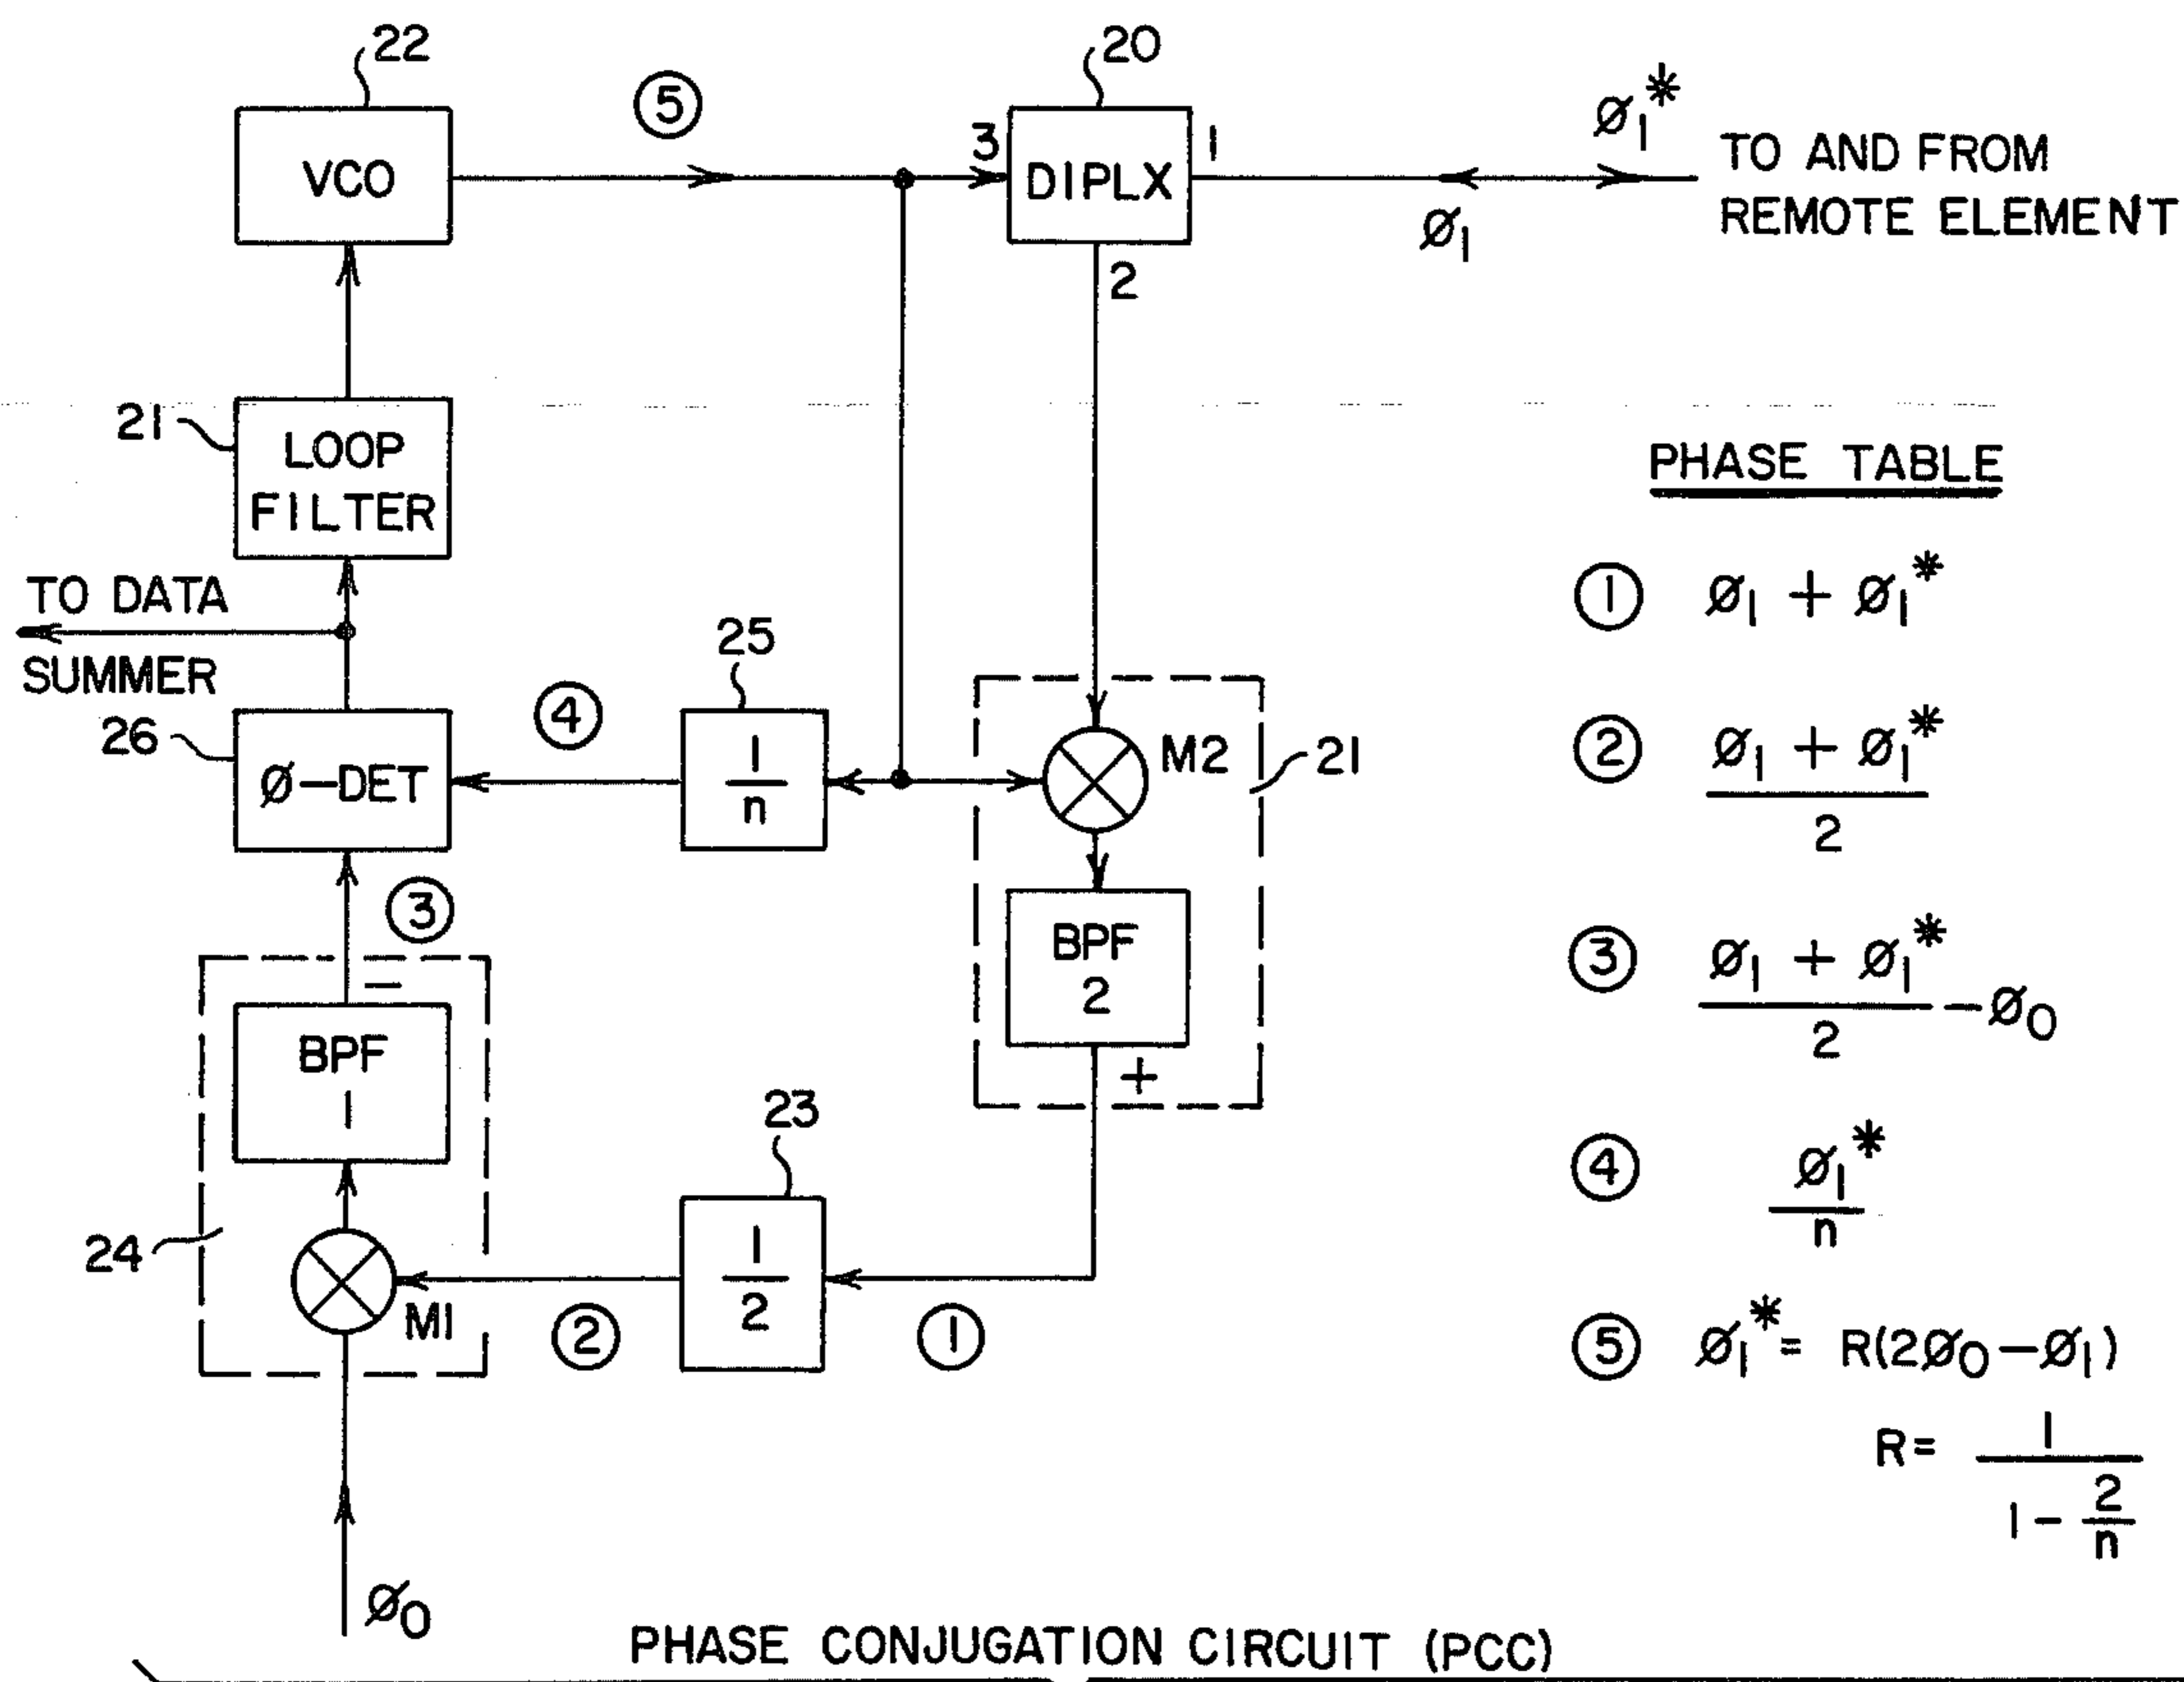 22
20
⑤
VCO
3
DIPLX
1
2
Ø₁*
Ø₁
TO AND FROM
REMOTE ELEMENT
21
LOOP
FILTER
TO DATA
SUMMER
26
Ø-DET
④
25
1/n
M2
21
BPF
2
+
③
−
BPF
1
24
M1
②
23
1/2
①
Ø₀
PHASE TABLE
① Ø₁ + Ø₁*
② (Ø₁ + Ø₁*)/2
③ (Ø₁ + Ø₁*)/2 − Ø₀
④ Ø₁*/n
⑤ Ø₁* = R(2Ø₀ − Ø₁)
R = 1/(1 − 2/n)
PHASE CONJUGATION CIRCUIT (PCC)